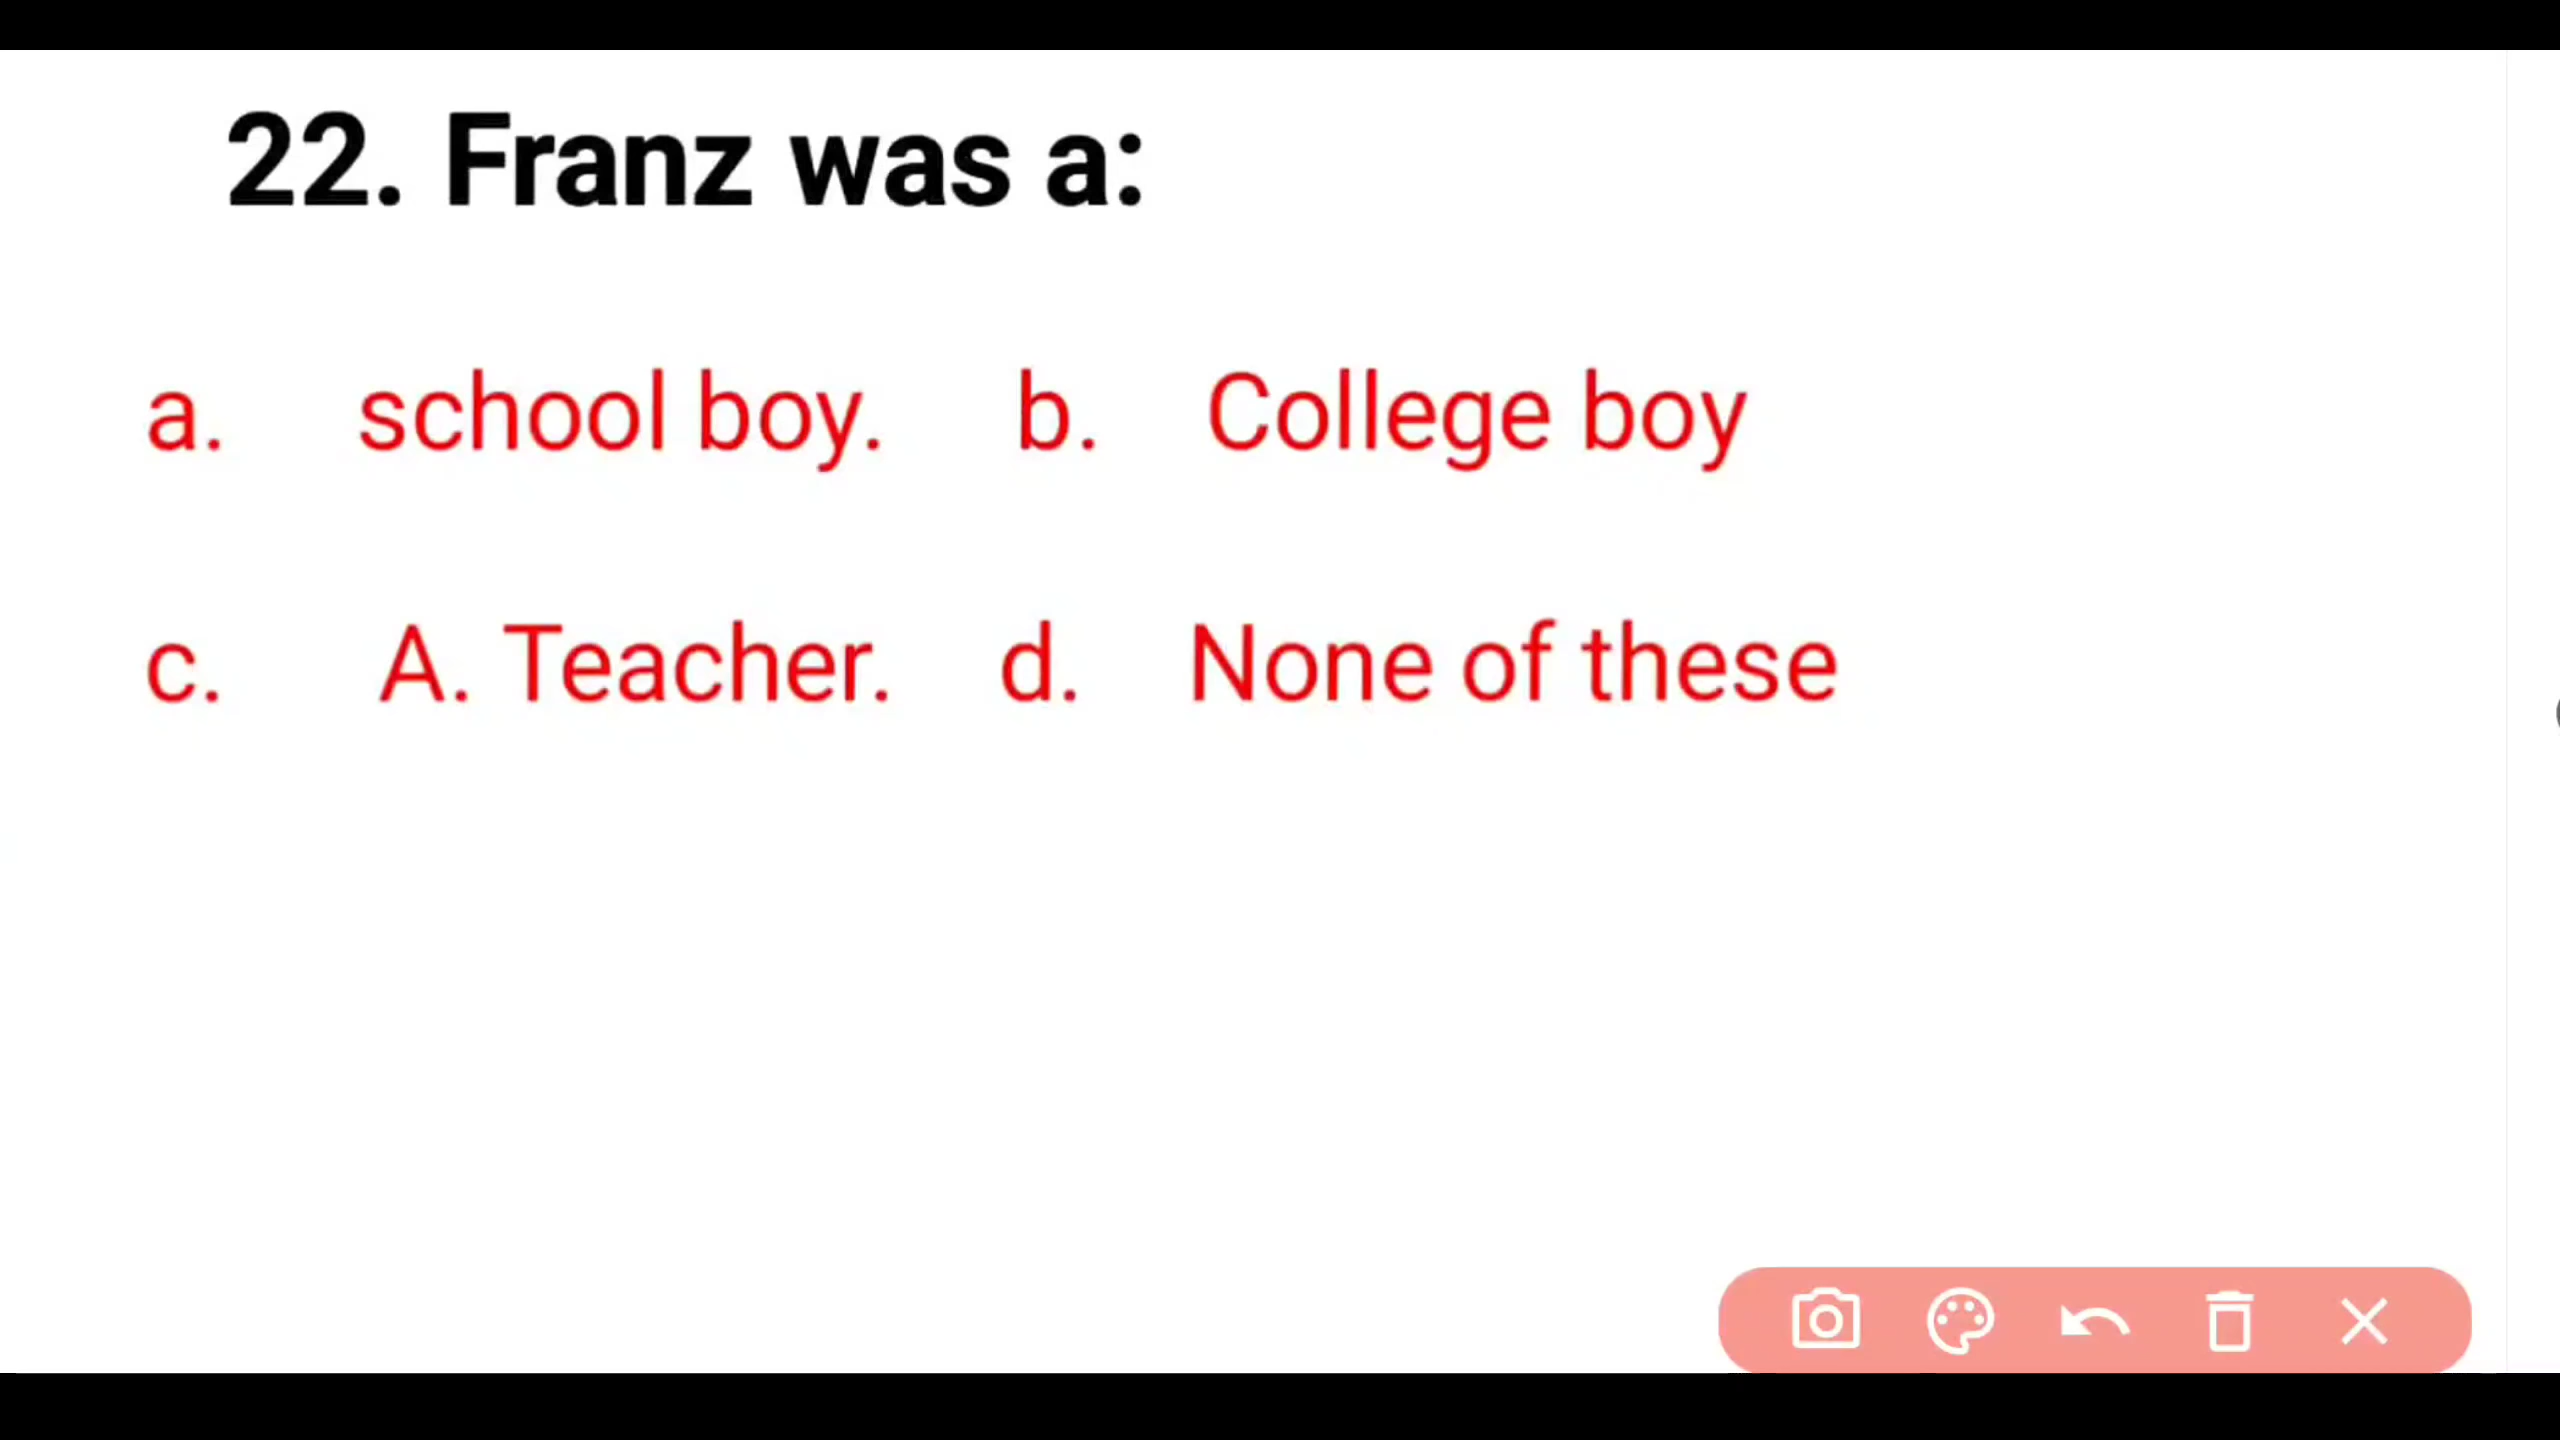 22. Franz was a:
a. school boy. b. College boy
c. A. Teacher. d. None of these